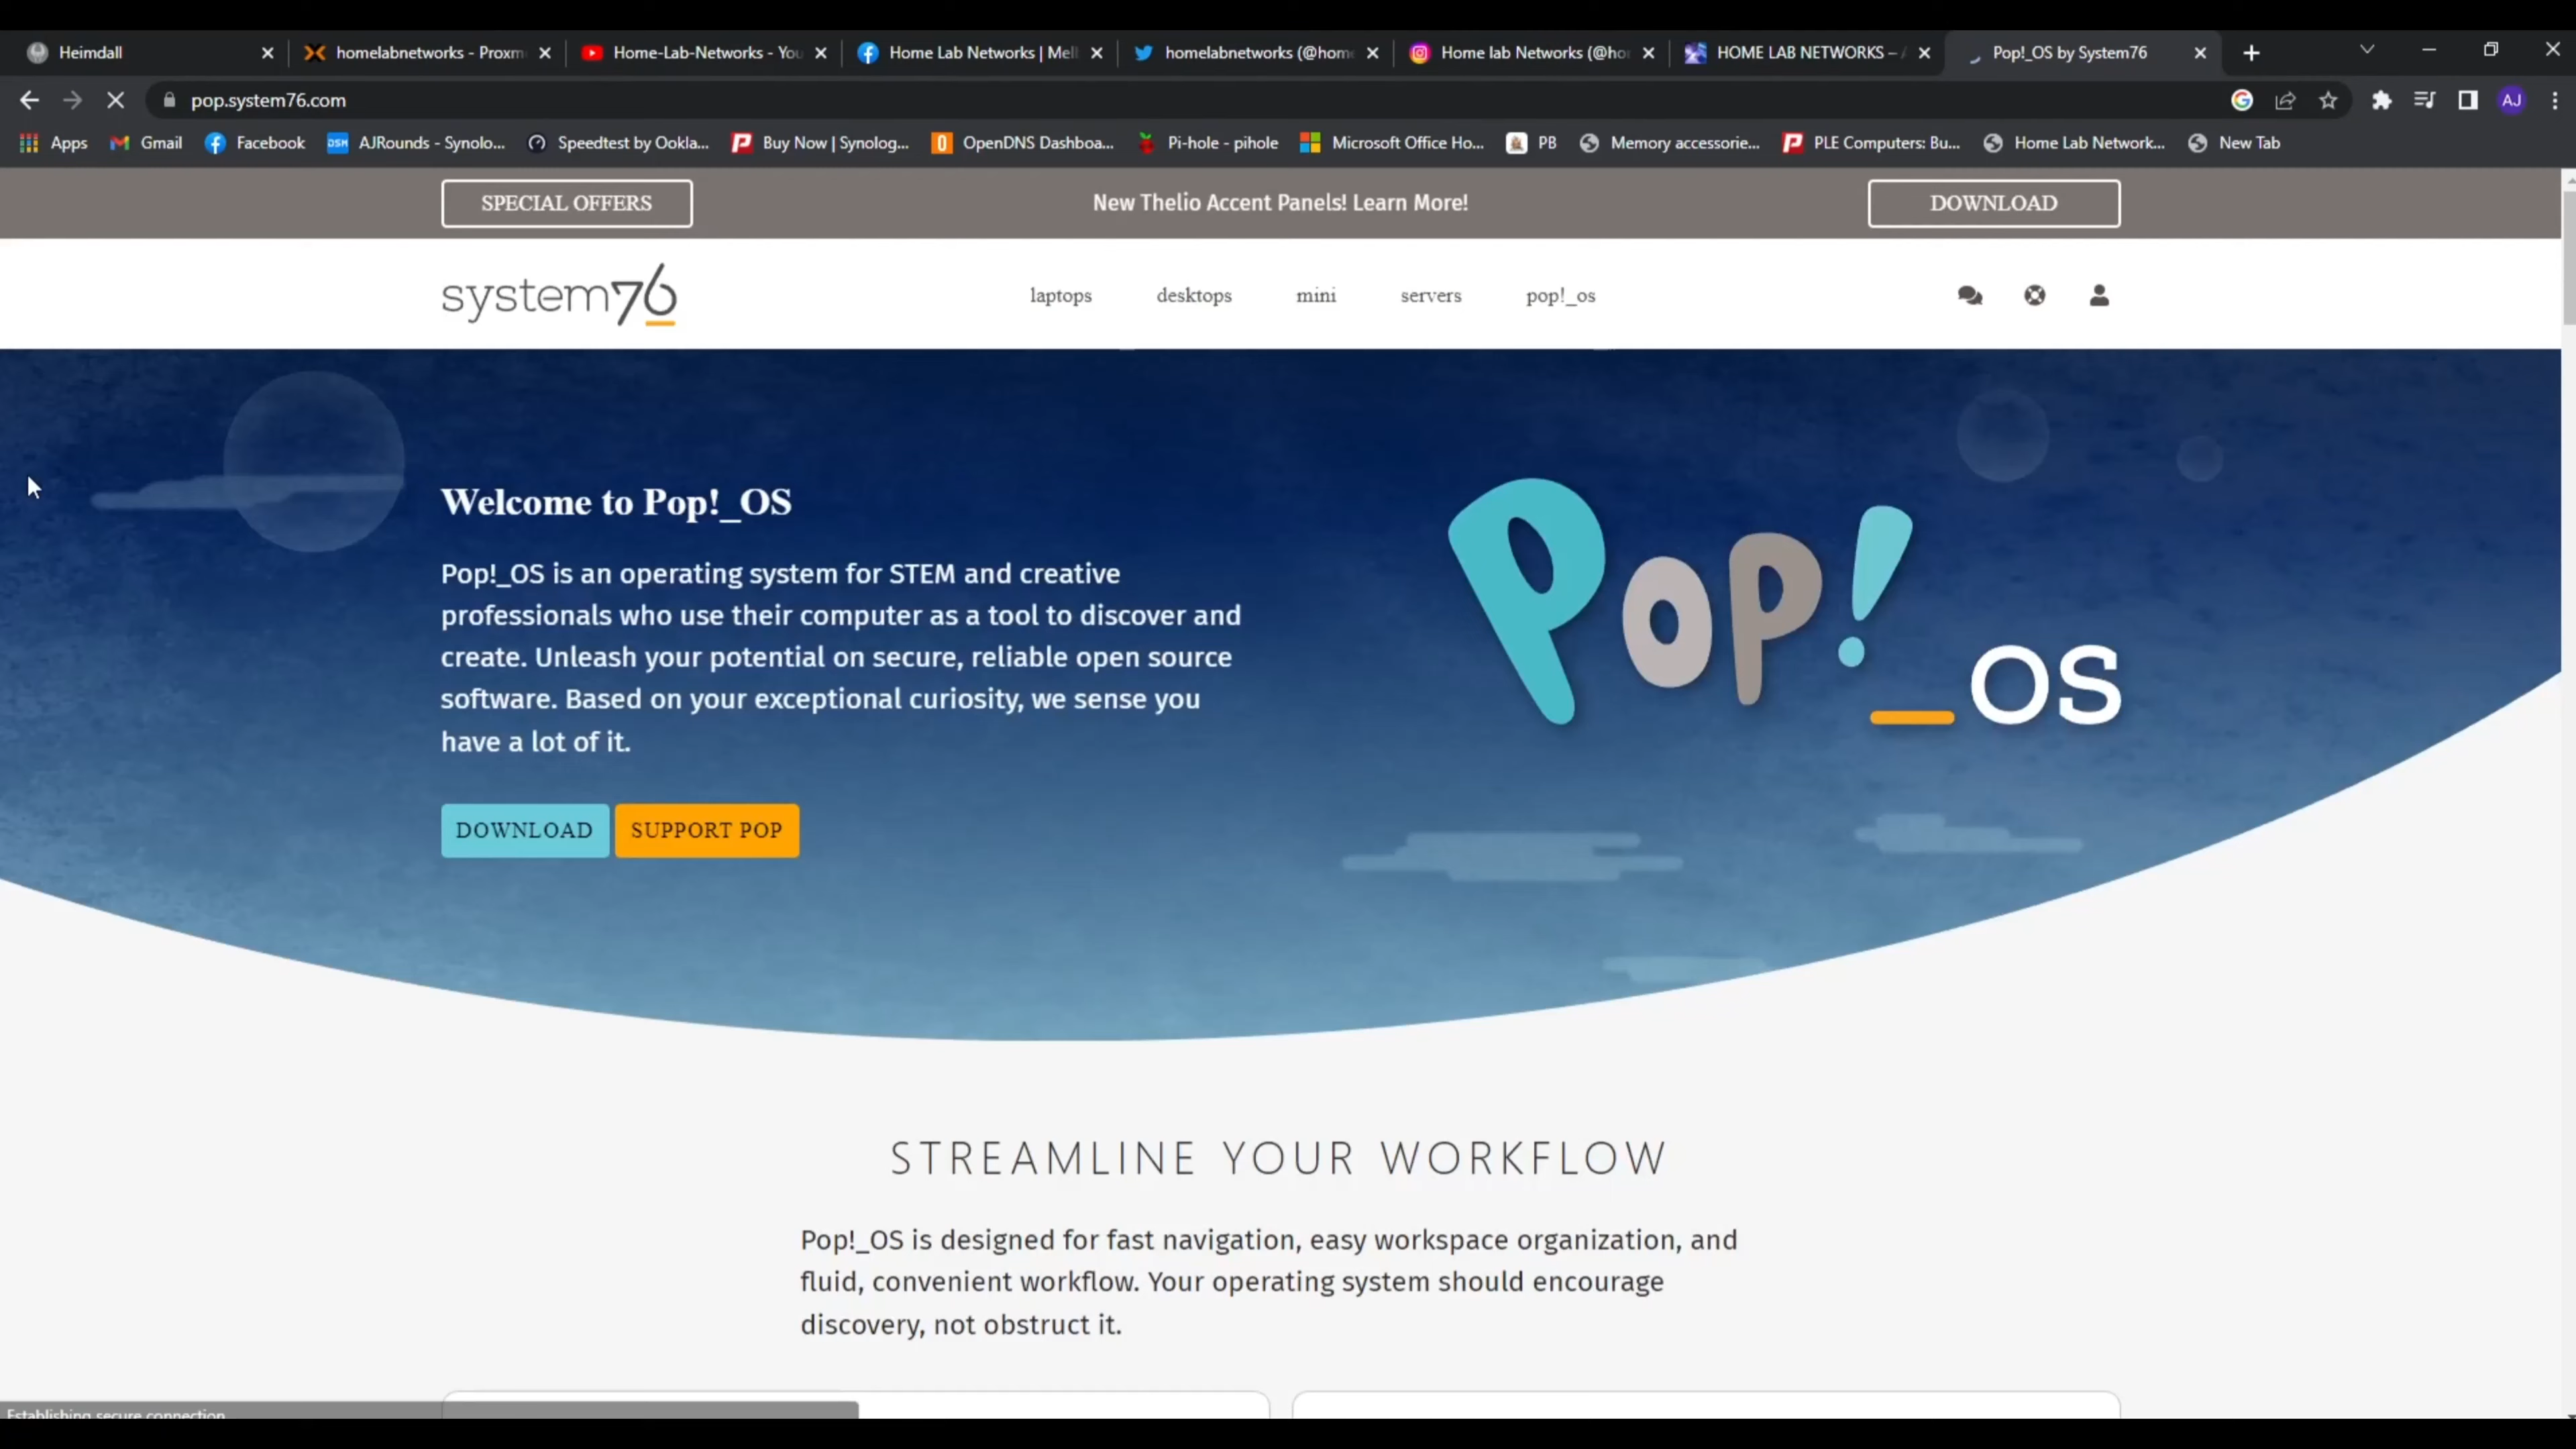 Heimdall
homelabnetworks - Proxm
Home-Lab-Networks - You
Home Lab Networks | Mel
homelabnetworks (@hom
Home lab Networks (@ho
HOME LAB NETWORKS –
Pop!_OS by System76
pop.system76.com
AJ
Apps
Gmail
Facebook
DSM
AJRounds - Synolo...
Speedtest by Ookla...
Buy Now | Synolog...
OpenDNS Dashboa...
Pi-hole - pihole
Microsoft Office Ho...
PB
Memory accessorie...
PLE Computers: Bu...
Home Lab Network...
New Tab
SPECIAL OFFERS
New Thelio Accent Panels! Learn More!
DOWNLOAD
system76
laptops
desktops
mini
servers
pop!_os
Welcome to Pop!_OS
Pop!_OS is an operating system for STEM and creative
professionals who use their computer as a tool to discover and
create. Unleash your potential on secure, reliable open source
software. Based on your exceptional curiosity, we sense you
have a lot of it.
Pop!_OS
DOWNLOAD
SUPPORT POP
STREAMLINE YOUR WORKFLOW
Pop!_OS is designed for fast navigation, easy workspace organization, and
fluid, convenient workflow. Your operating system should encourage
discovery, not obstruct it.
Establishing secure connection